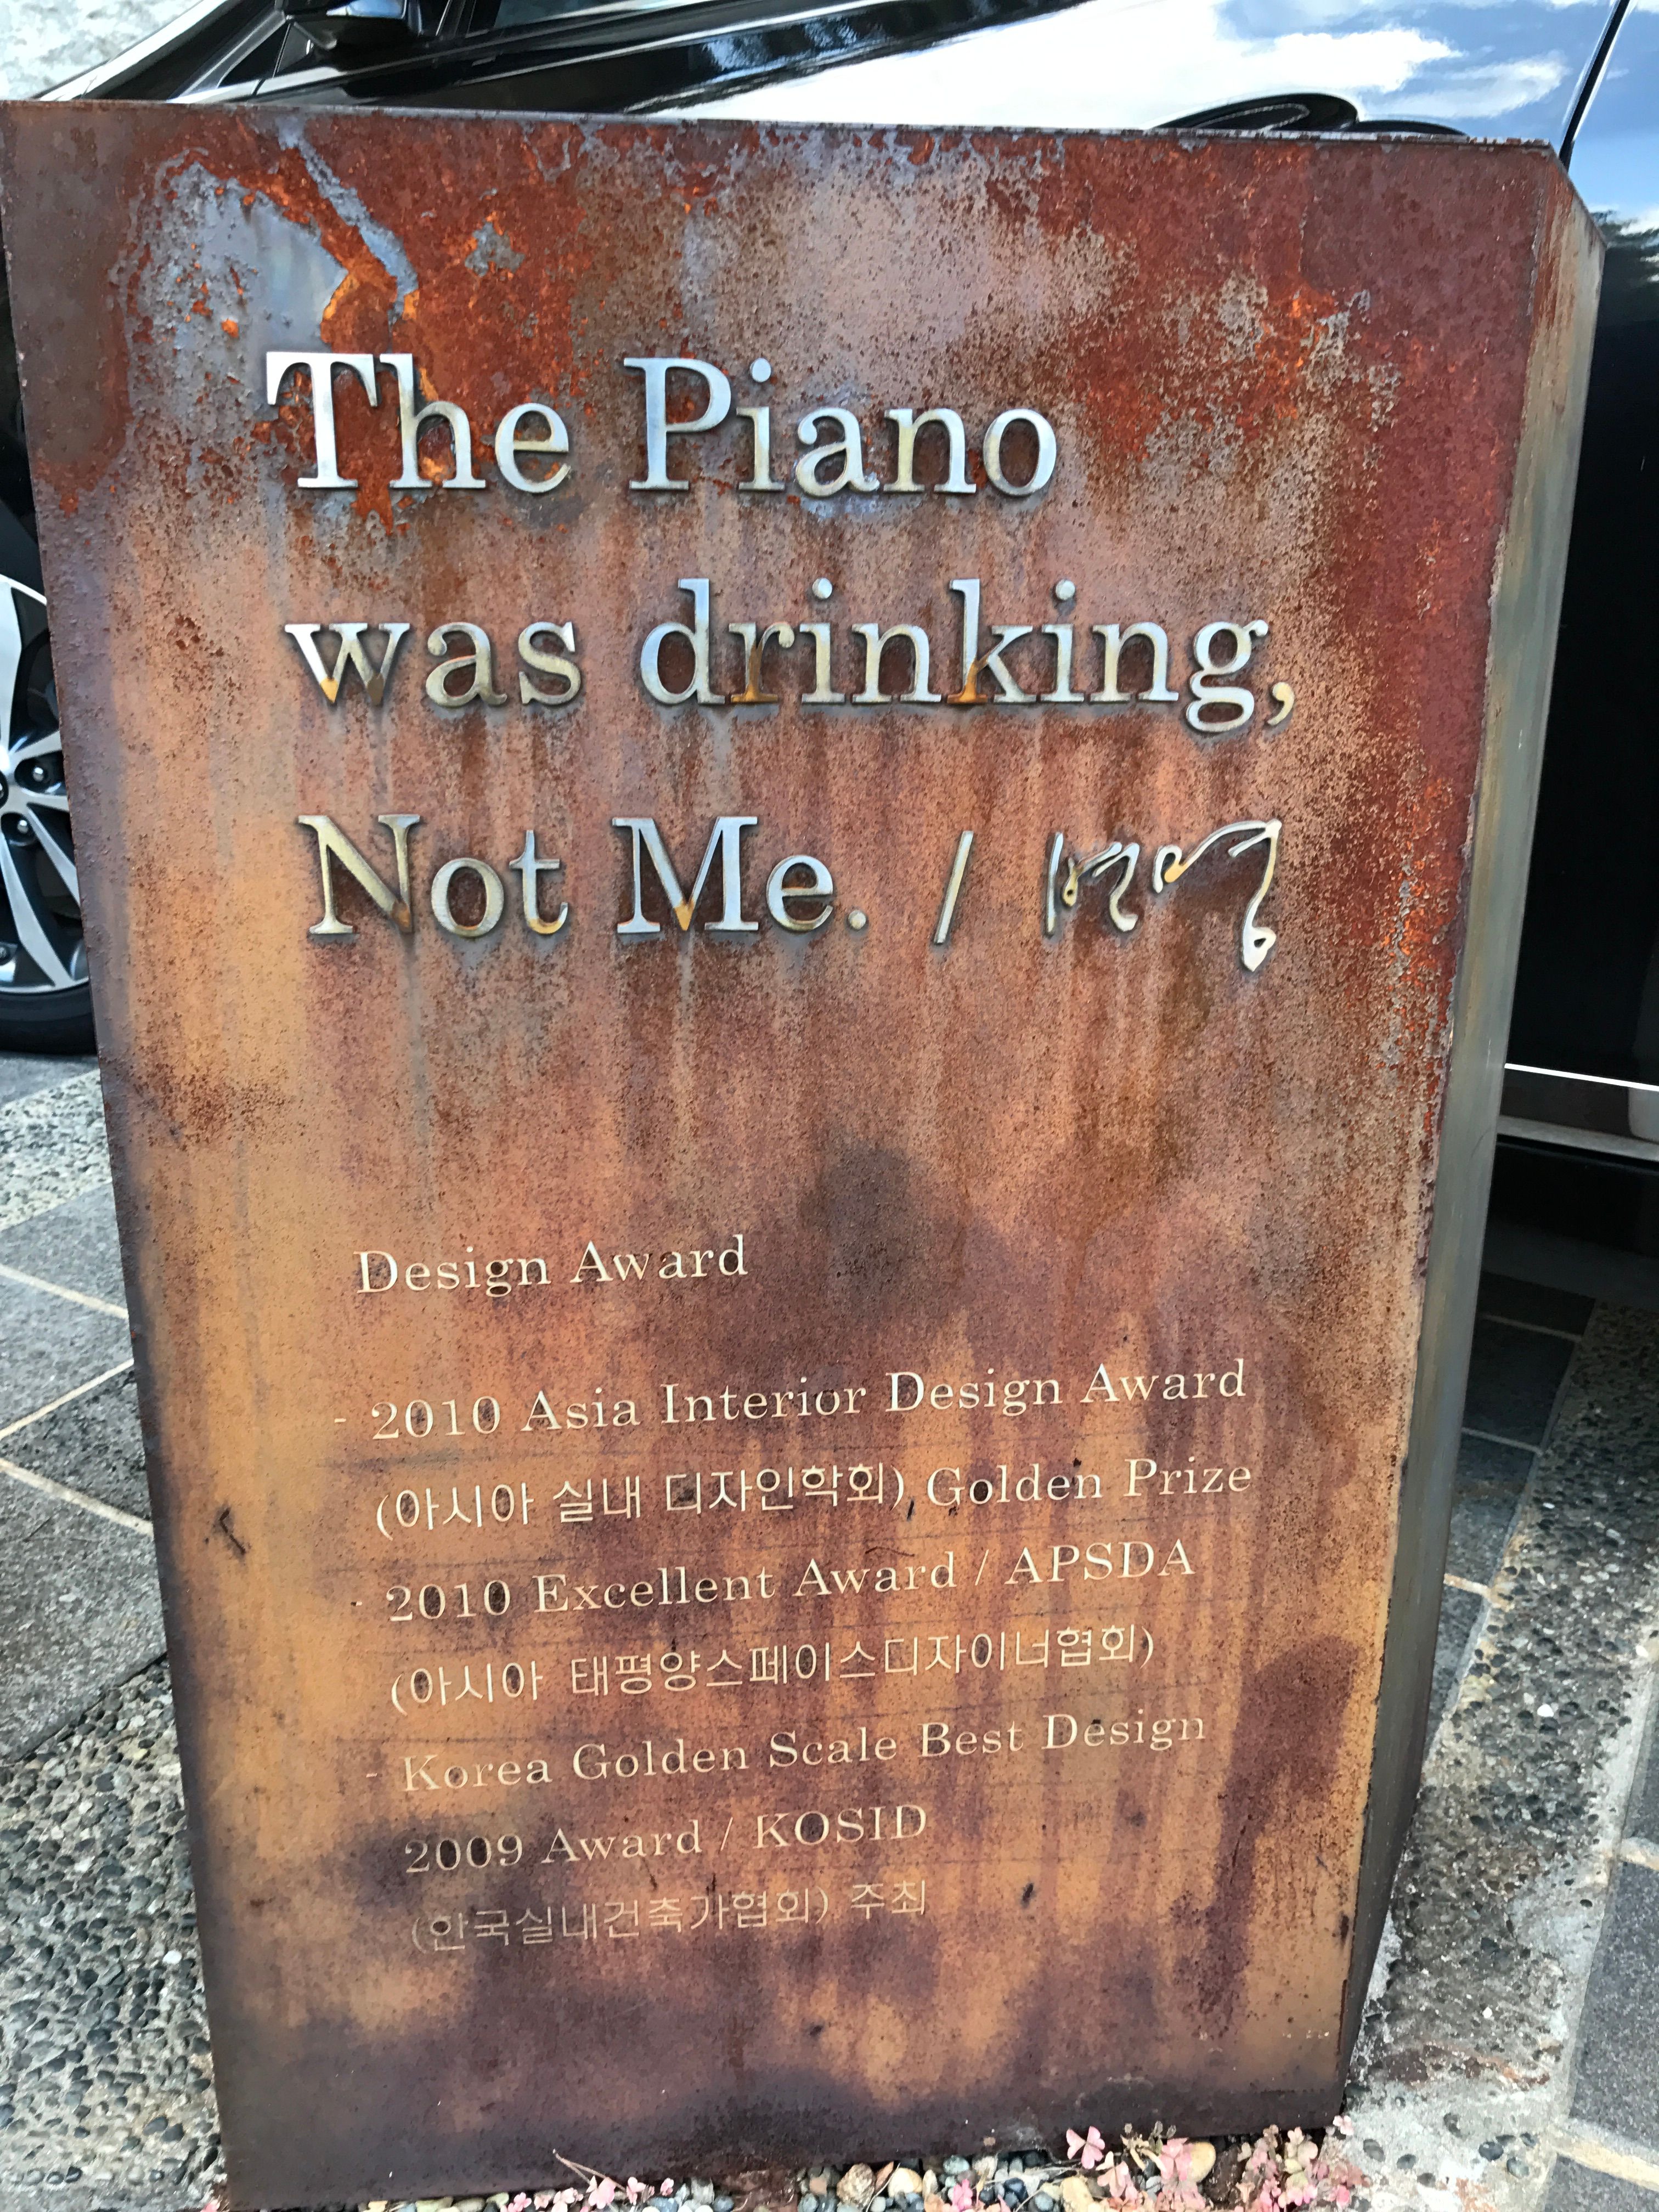 The Piano
was drinking,
Not Me. /
Design Award
- 2010 Asia Interior Design Award
(아시아 실내 디자인학회) Golden Prize
- 2010 Excellent Award / APSDA
(아시아 태평양스페이스디자이너협회)
- Korea Golden Scale Best Design
2009 Award / KOSID
(한국실내건축가협회) 주최